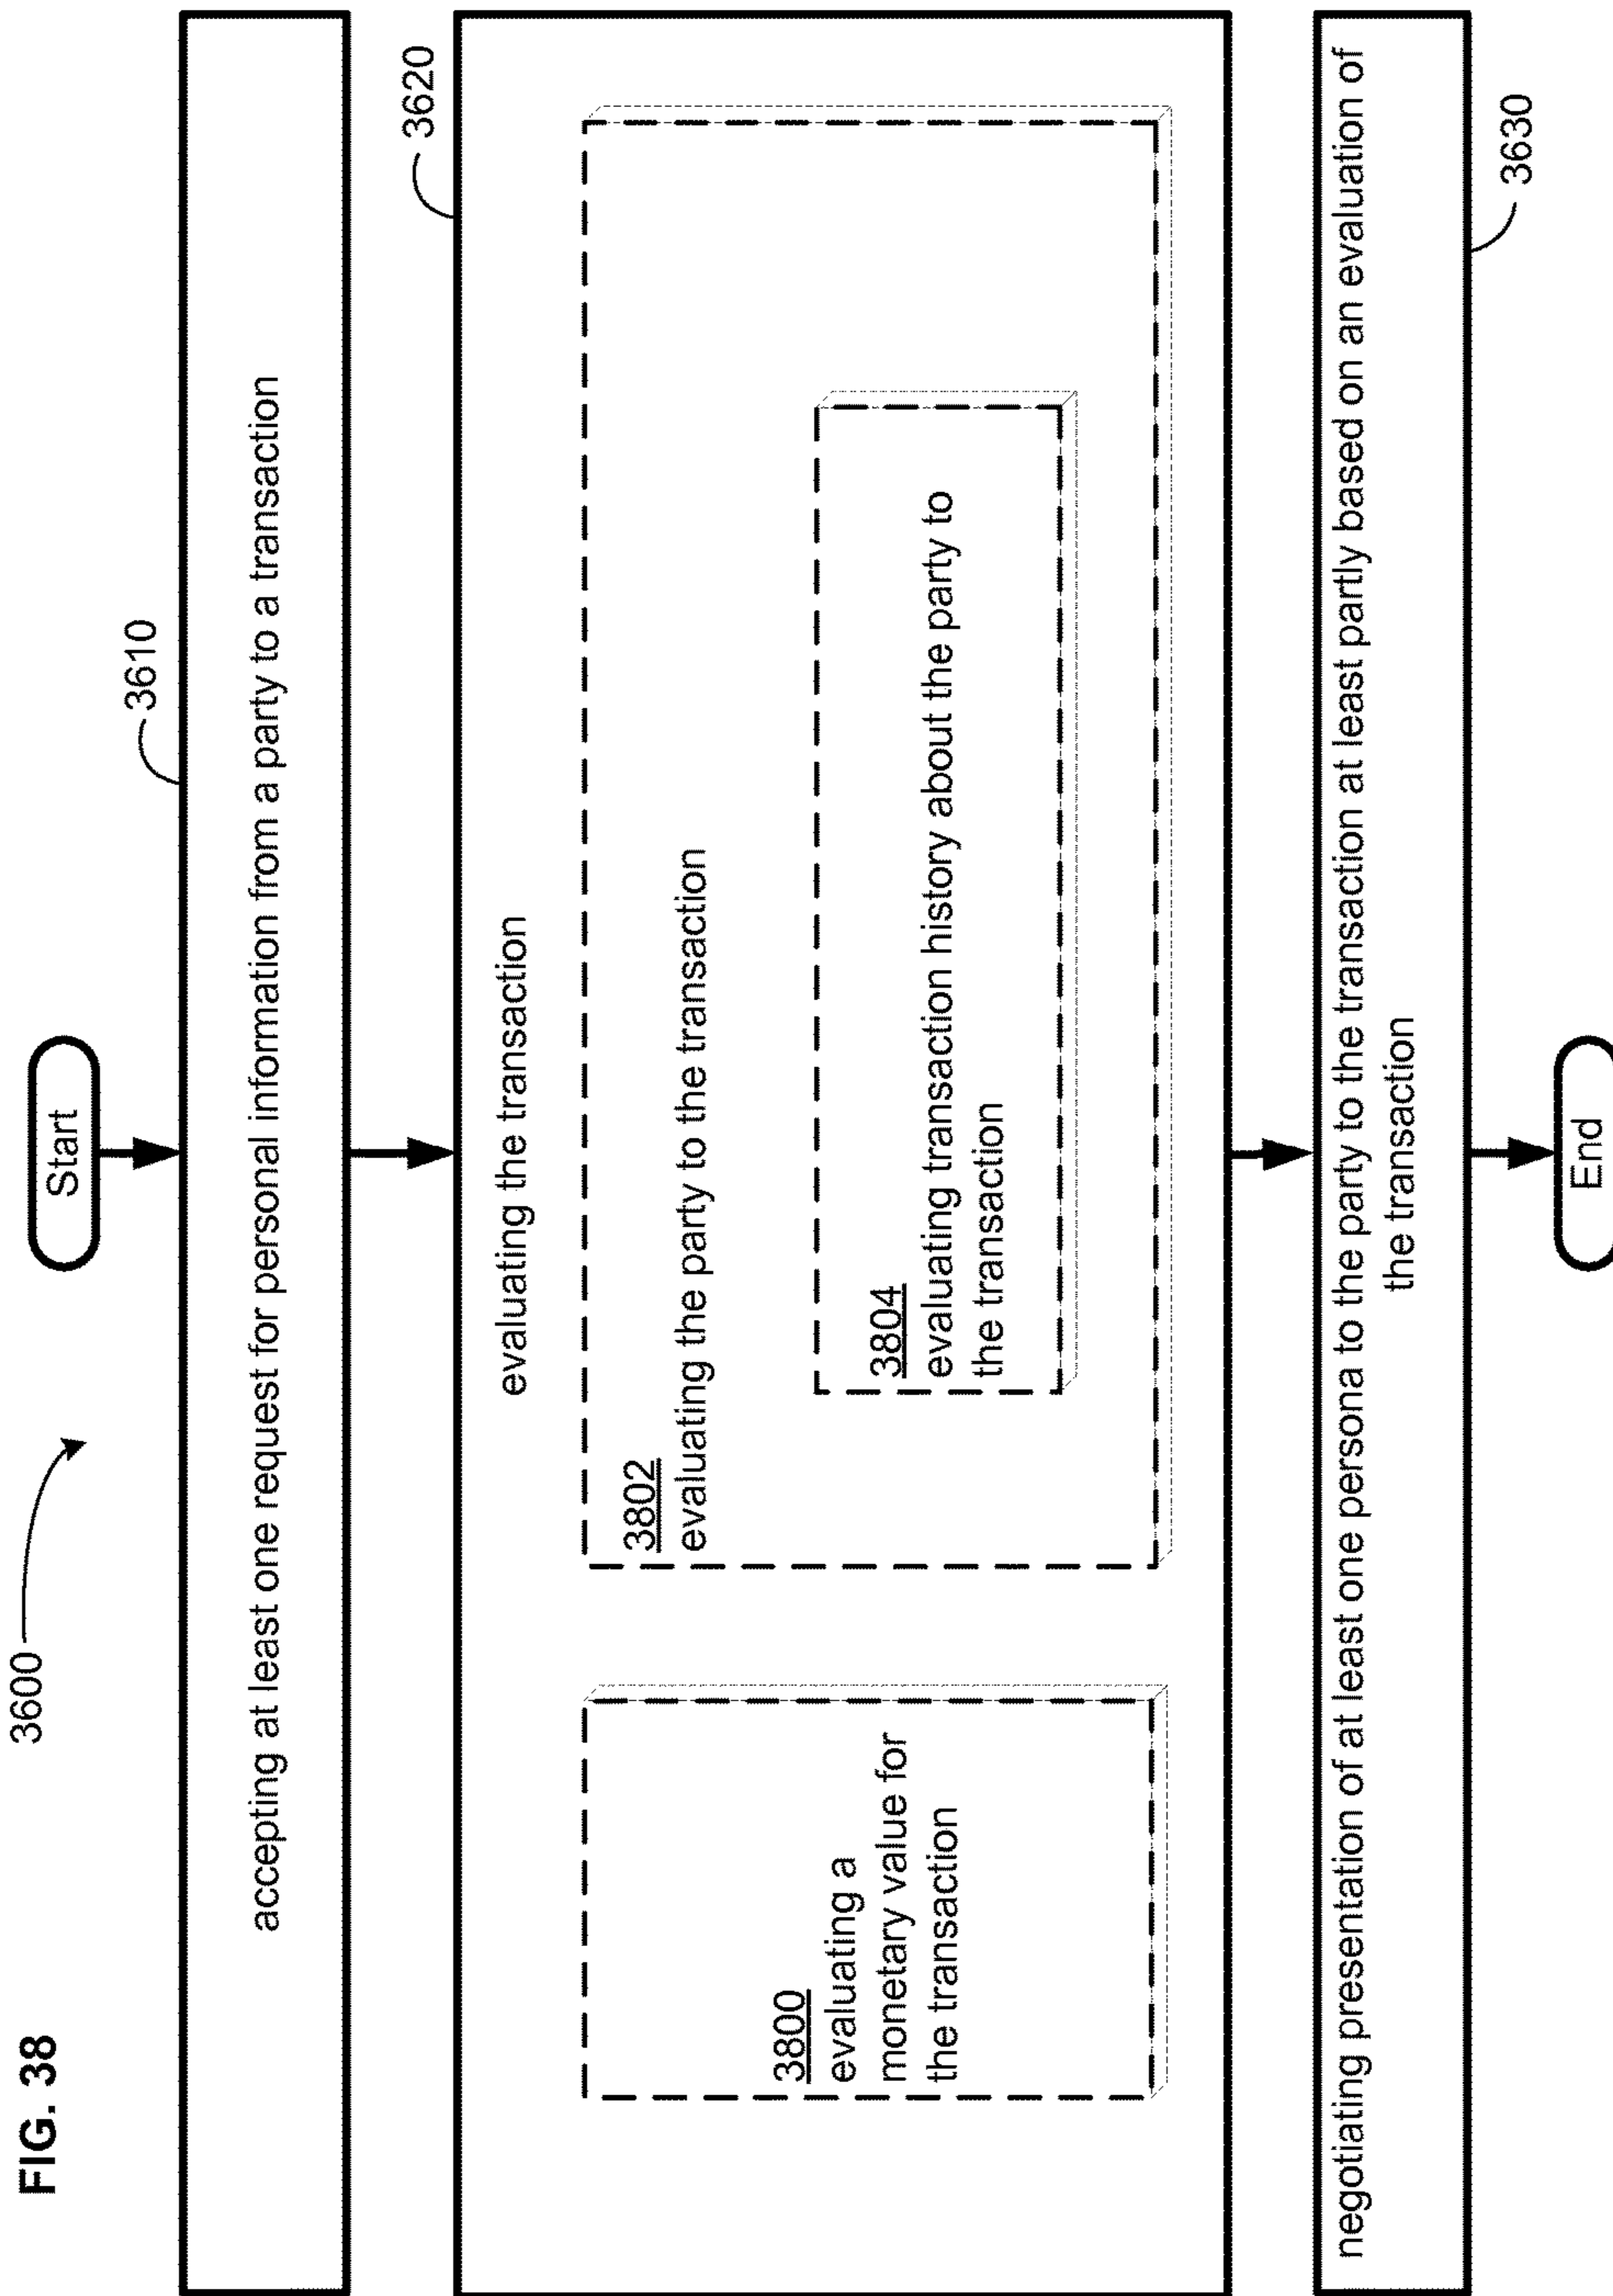 FIG. 38
3600
Start
3610
accepting at least one request for personal information from a party to a transaction
3620
evaluating the transaction
3800
evaluating a
monetary value for
the transaction
3802
evaluating the party to the transaction
3804
evaluating transaction history about the party to
the transaction
negotiating presentation of at least one persona to the party to the transaction at least partly based on an evaluation of
the transaction
3630
End